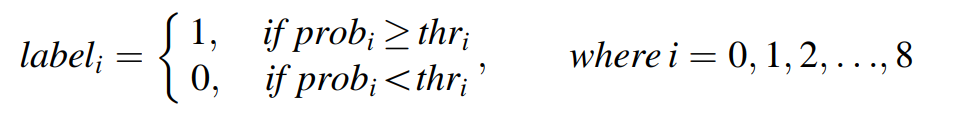 label_i = { 1, if prob_i ≥ thr_i
0, if prob_i < thr_i , where i = 0, 1, 2, . . ., 8